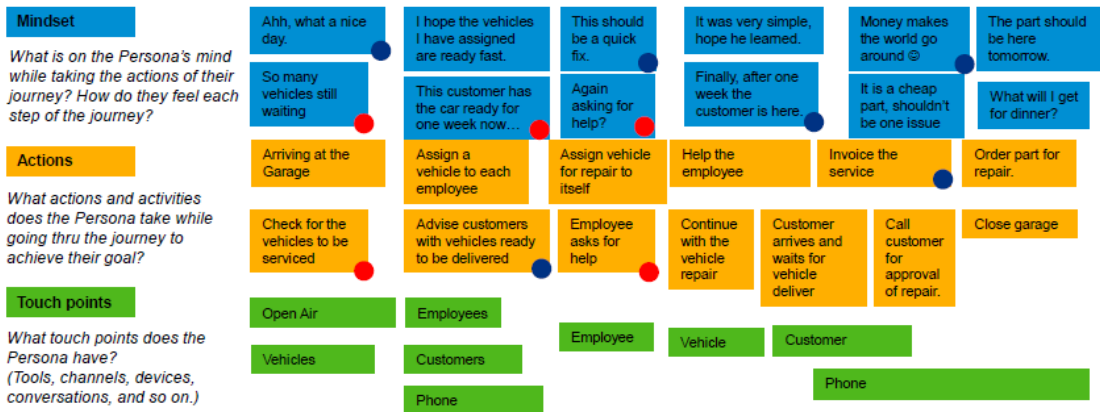 Mindset
What is on the Persona's mind
while taking the actions of their
journey? How do they feel each
step of the journey?
Ahh, what a nice
day.
I hope the vehicles
I have assigned
are ready fast.
This should
be a quick
fix.
It was very simple,
hope he learned.
Money makes
the world go
around ☺
The part should
be here
tomorrow.
So many
vehicles still
waiting
This customer has
the car ready for
one week now…
Again
asking for
help?
Finally, after one
week the
customer is here.
It is a cheap
part, shouldn't
be one issue
What will I get
for dinner?
Actions
What actions and activities
does the Persona take while
going thru the journey to
achieve their goal?
Arriving at the
Garage
Assign a
vehicle to each
employee
Assign vehicle
for repair to
itself
Help the
employee
Invoice the
service
Order part for
repair.
Check for the
vehicles to be
serviced
Advise customers
with vehicles ready
to be delivered
Employee
asks for
help
Continue
with the
vehicle
repair
Customer
arrives and
waits for
vehicle
deliver
Call
customer
for
approval
of repair.
Close garage
Touch points
What touch points does the
Persona have?
(Tools, channels, devices,
conversations, and so on.)
Open Air
Employees
Employee
Vehicle
Customer
Vehicles
Customers
Phone
Phone